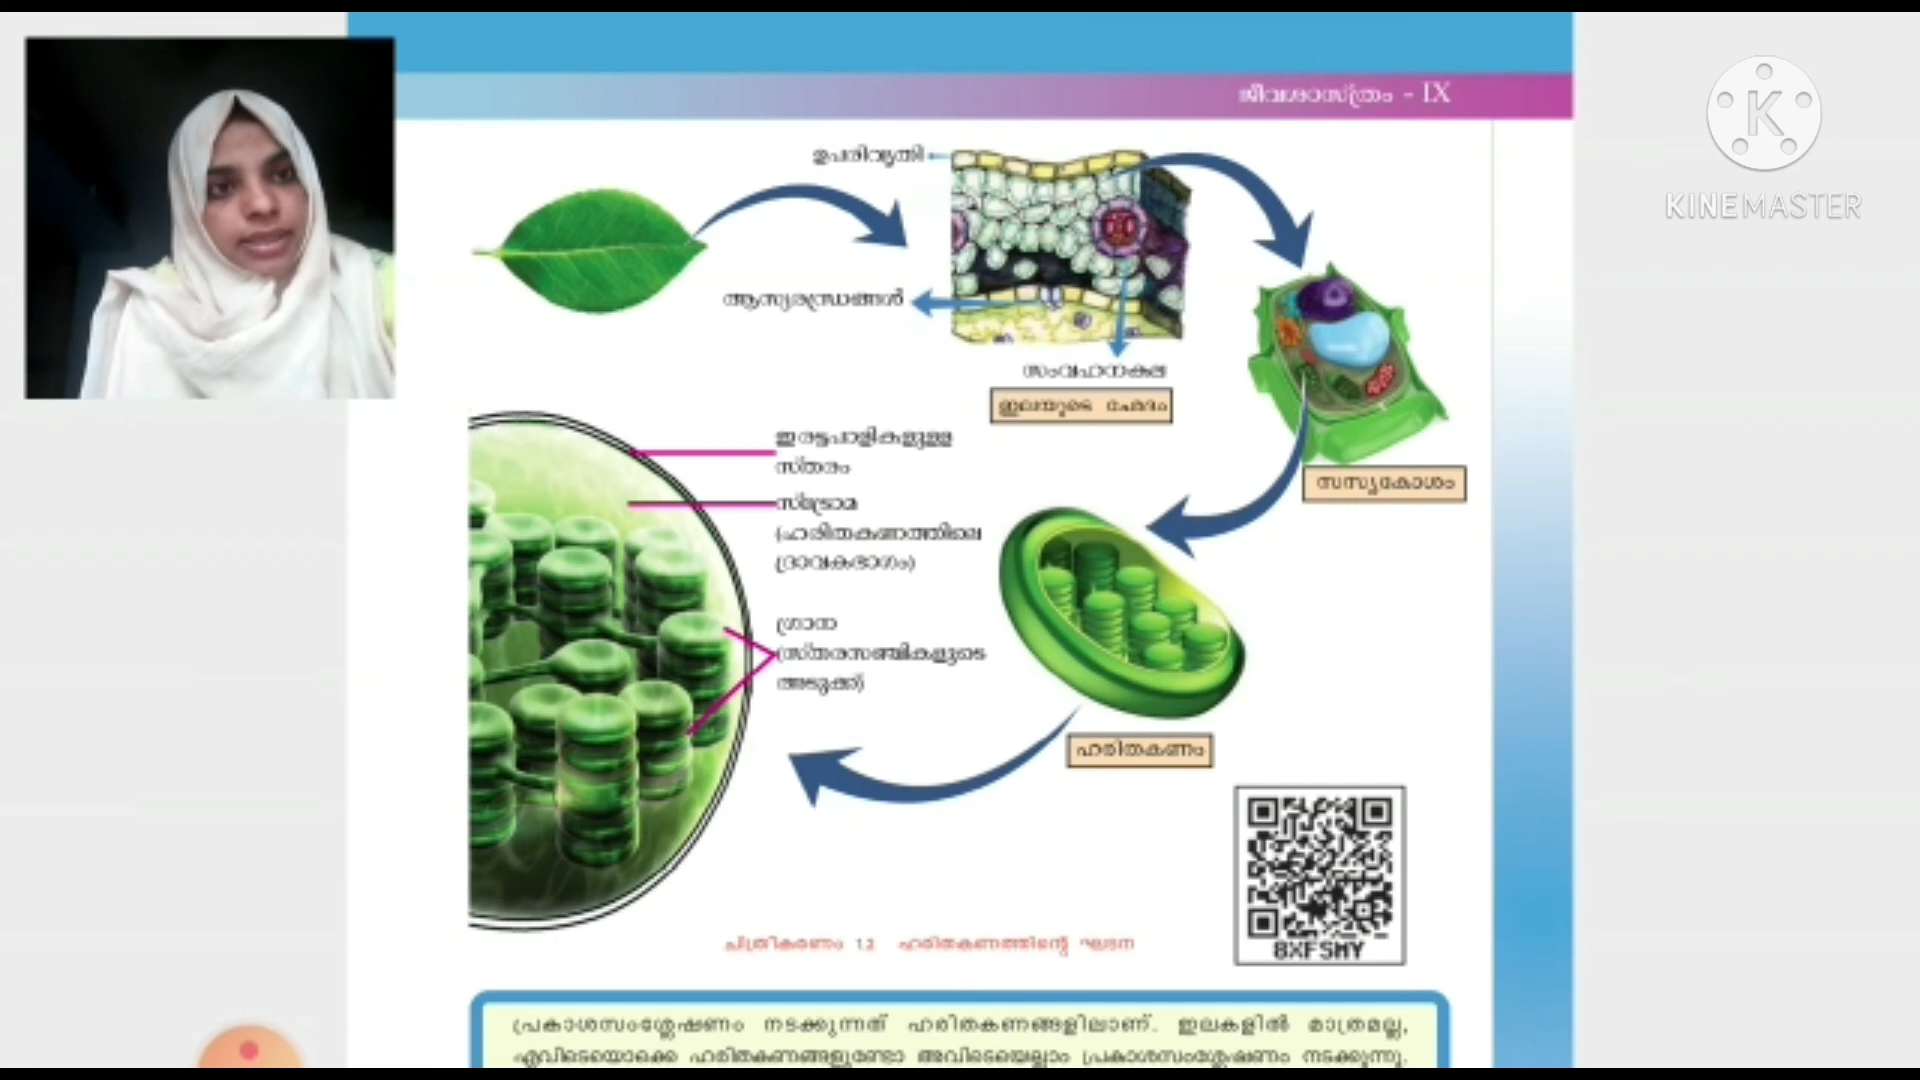 ജീവശാസ്ത്രം - IX
KINEMASTER
ഉപരിവൃതി
ആസ്യരന്ധ്രങ്ങൾ
സംവഹനകല
ഇലയുടെ ഛേദം
സസ്യകോശം
ഇരട്ടപാളികളുള്ള
സ്തരം
സ്ട്രോമ
(ഹരിതകണത്തിലെ
ദ്രാവകഭാഗം)
ഗ്രാന
(സ്തരസഞ്ചികളുടെ
അടുക്ക്)
ഹരിതകണം
8XF5MY
ചിത്രീകരണം 1.2 ഹരിതകണത്തിന്റെ ഘടന
പ്രകാശസംശ്ലേഷണം നടക്കുന്നത് ഹരിതകണങ്ങളിലാണ്. ഇലകളിൽ മാത്രമല്ല,
എവിടെയൊക്കെ ഹരിതകണങ്ങളുണ്ടോ അവിടെയെല്ലാം പ്രകാശസംശ്ലേഷണം നടക്കുന്നു.